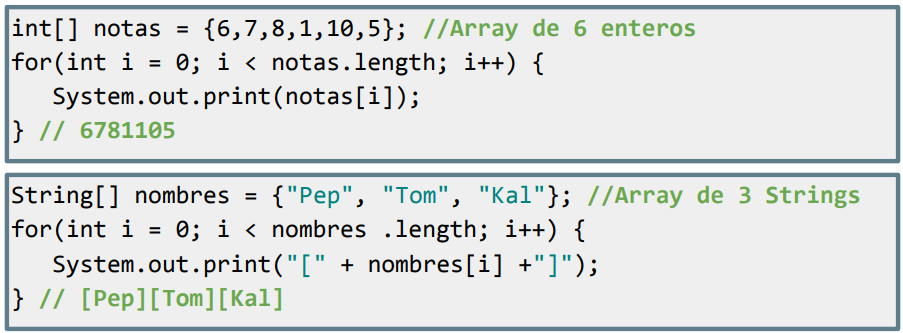 int[] notas = {6,7,8,1,10,5}; //Array de 6 enteros
for(int i = 0; i < notas.length; i++) {
   System.out.print(notas[i]);
} // 6781105
String[] nombres = {"Pep", "Tom", "Kal"}; //Array de 3 Strings
for(int i = 0; i < nombres .length; i++) {
   System.out.print("[" + nombres[i] +"]");
} // [Pep][Tom][Kal]